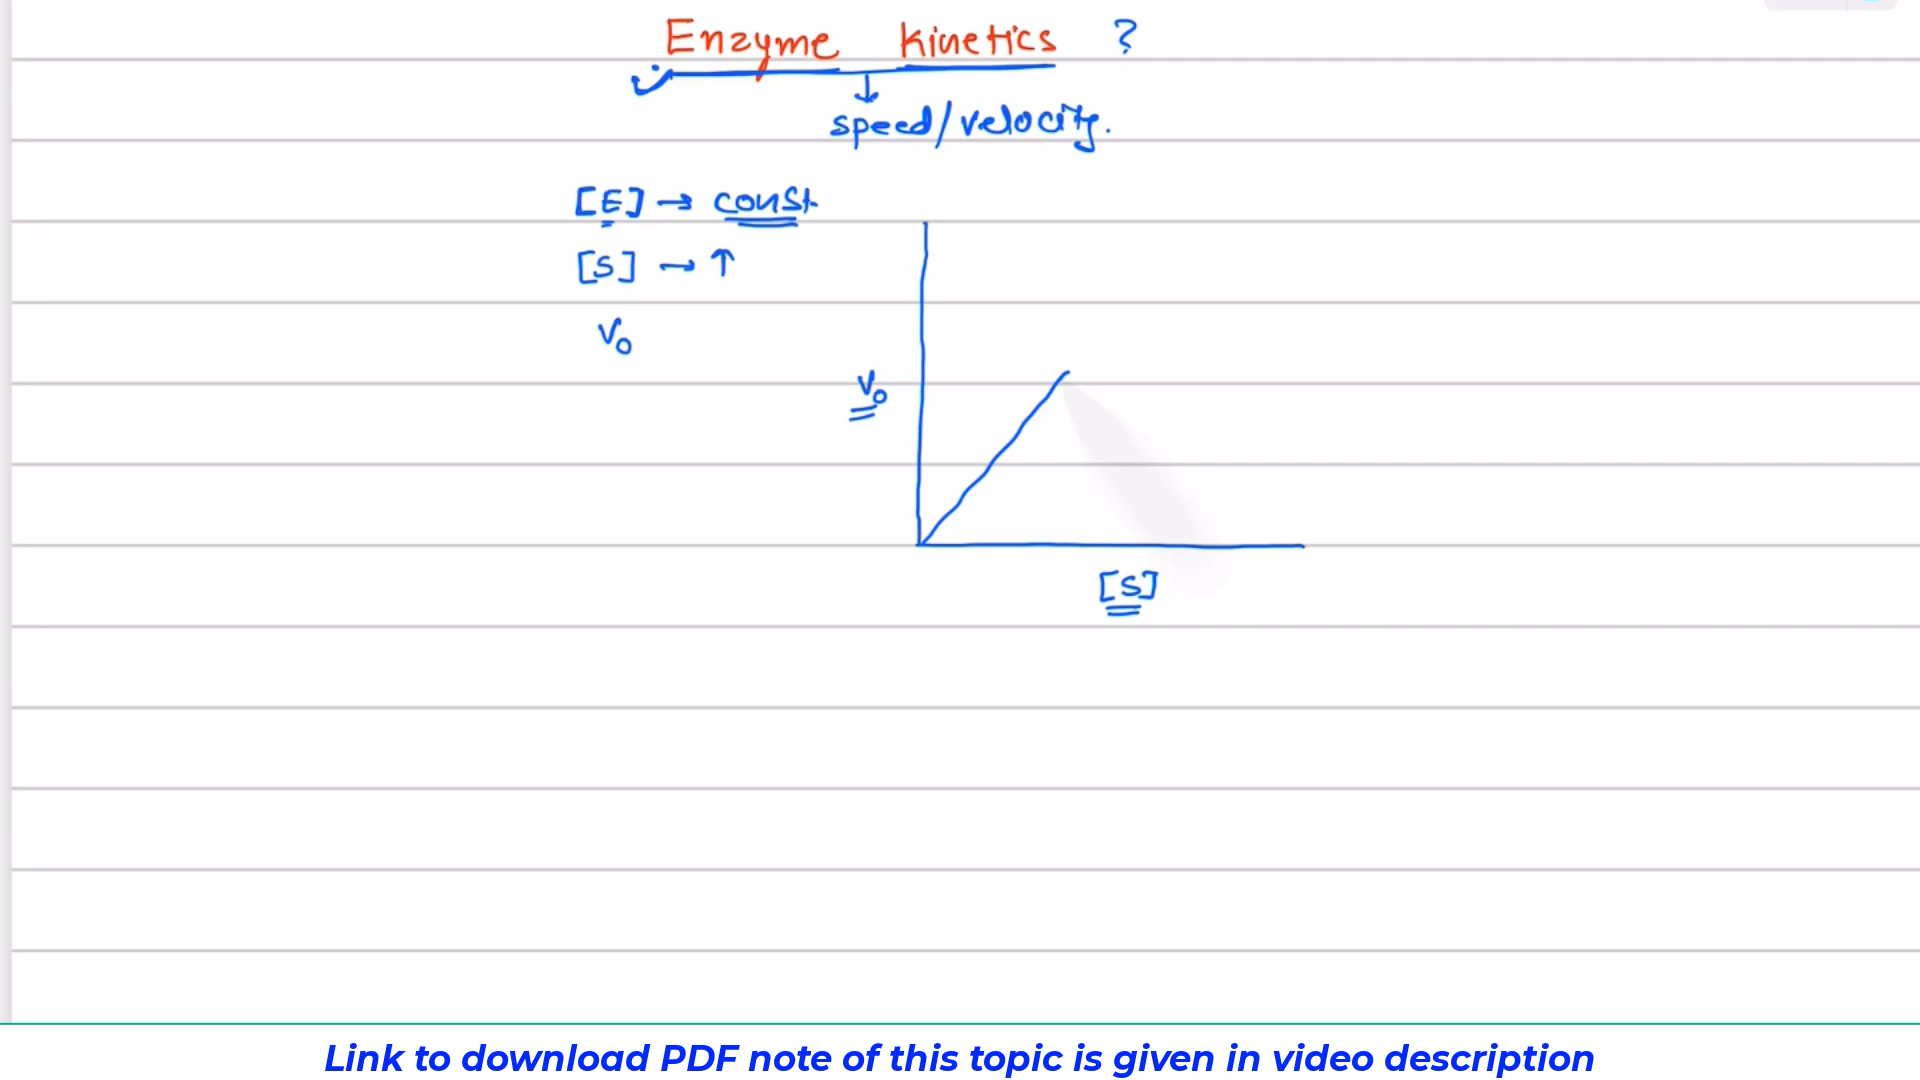 Enzyme kinetics ?
↓
speed/velocity.
[E] → const
[S] → ↑
V₀
V₀
[S]
Link to download PDF note of this topic is given in video description